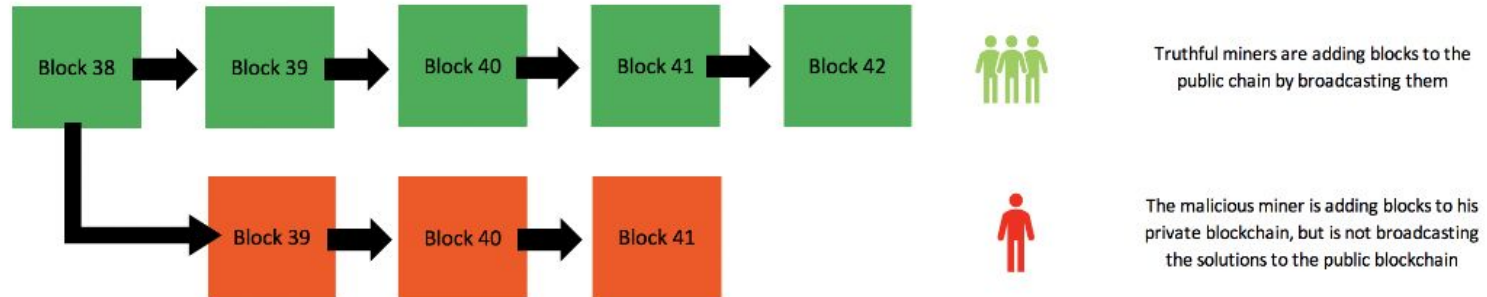 Block 38
Block 39
Block 40
Block 41
Block 42
Truthful miners are adding blocks to the
public chain by broadcasting them
Block 39
Block 40
Block 41
The malicious miner is adding blocks to his
private blockchain, but is not broadcasting
the solutions to the public blockchain